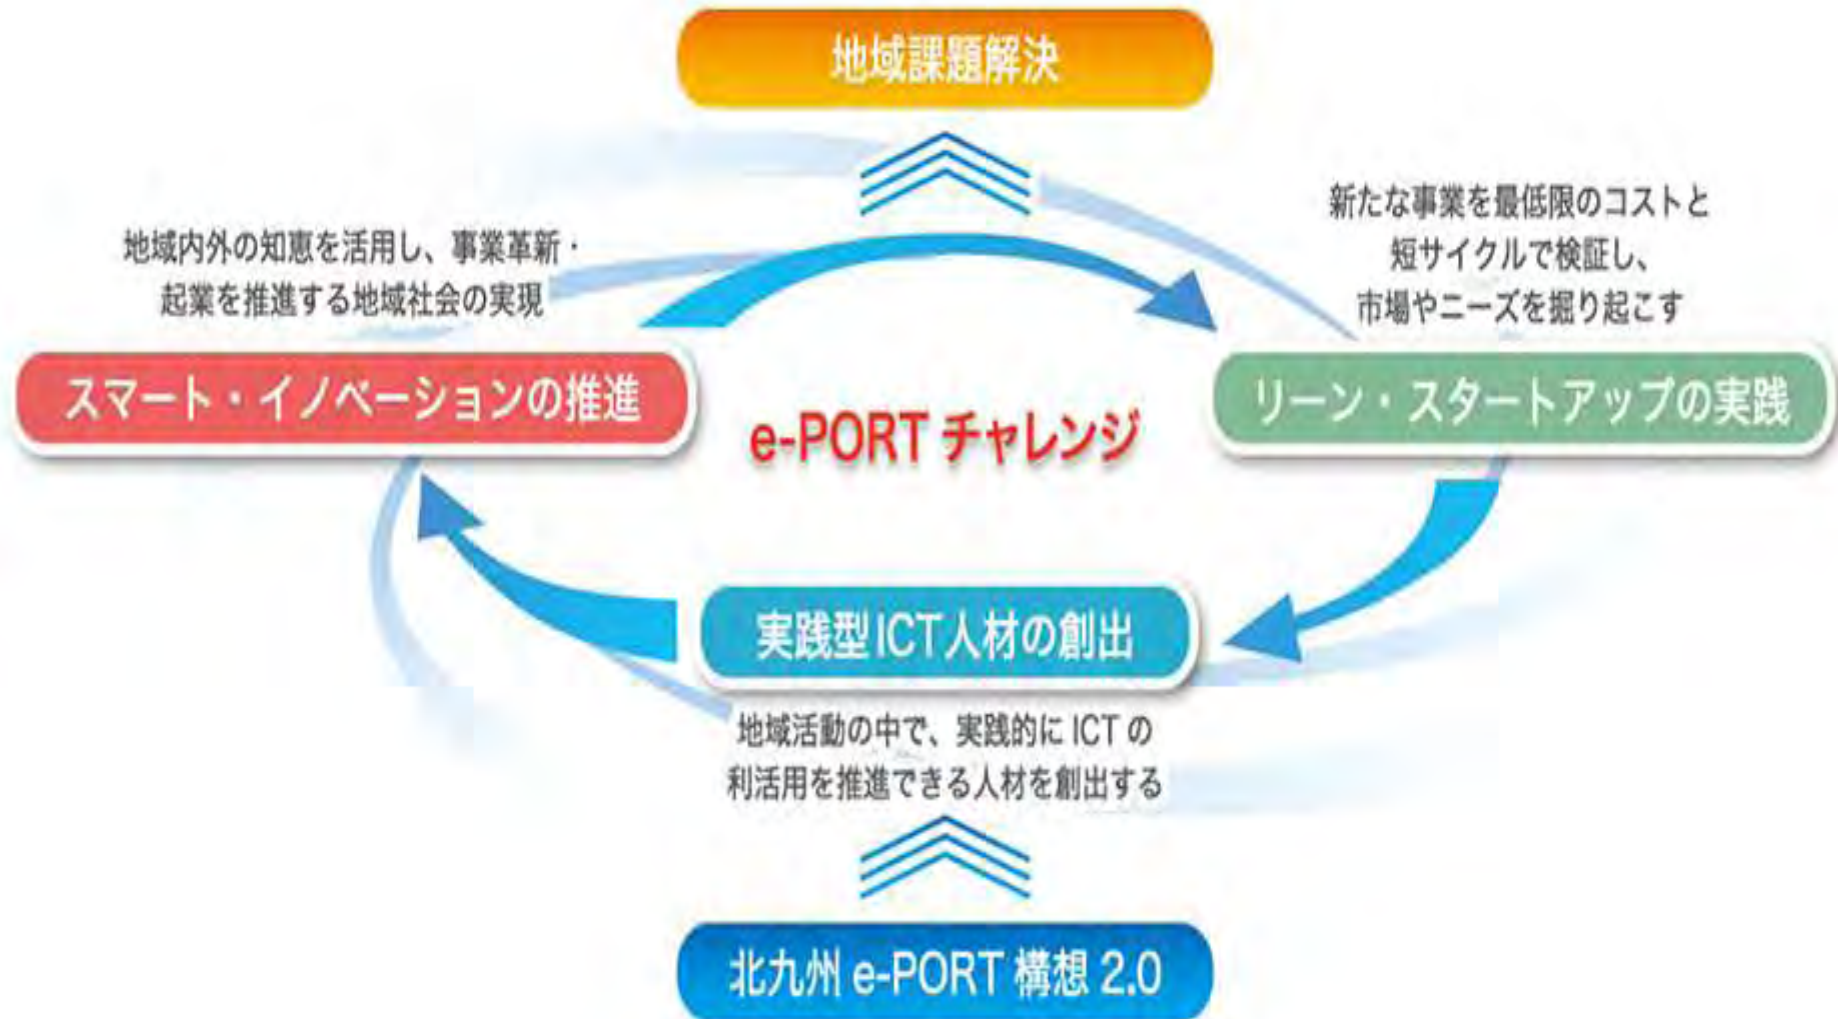 地域課題解決
地域内外の知恵を活用し、事業革新・
起業を推進する地域社会の実現
新たな事業を最低限のコストと
短サイクルで検証し、
市場やニーズを掘り起こす
スマート・イノベーションの推進
リーン・スタートアップの実践
e-PORT チャレンジ
実践型ICT人材の創出
地域活動の中で、実践的に ICT の
利活用を推進できる人材を創出する
北九州 e-PORT 構想 2.0